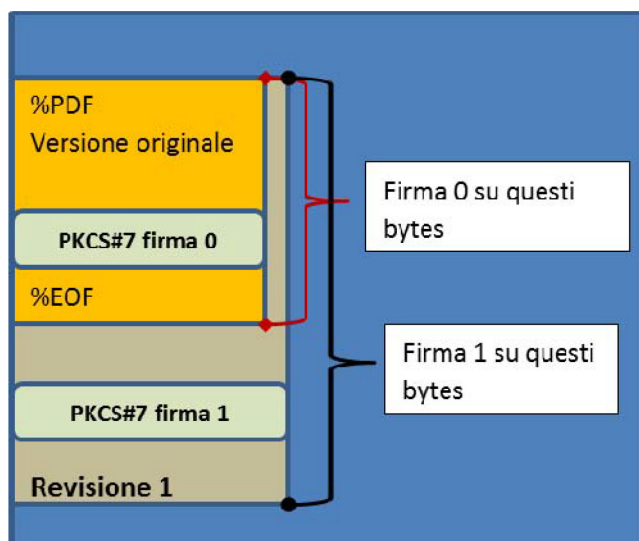 %PDF
Versione originale
PKCS#7 firma 0
%EOF
Firma 0 su questi
bytes
Firma 1 su questi
bytes
PKCS#7 firma 1
Revisione 1